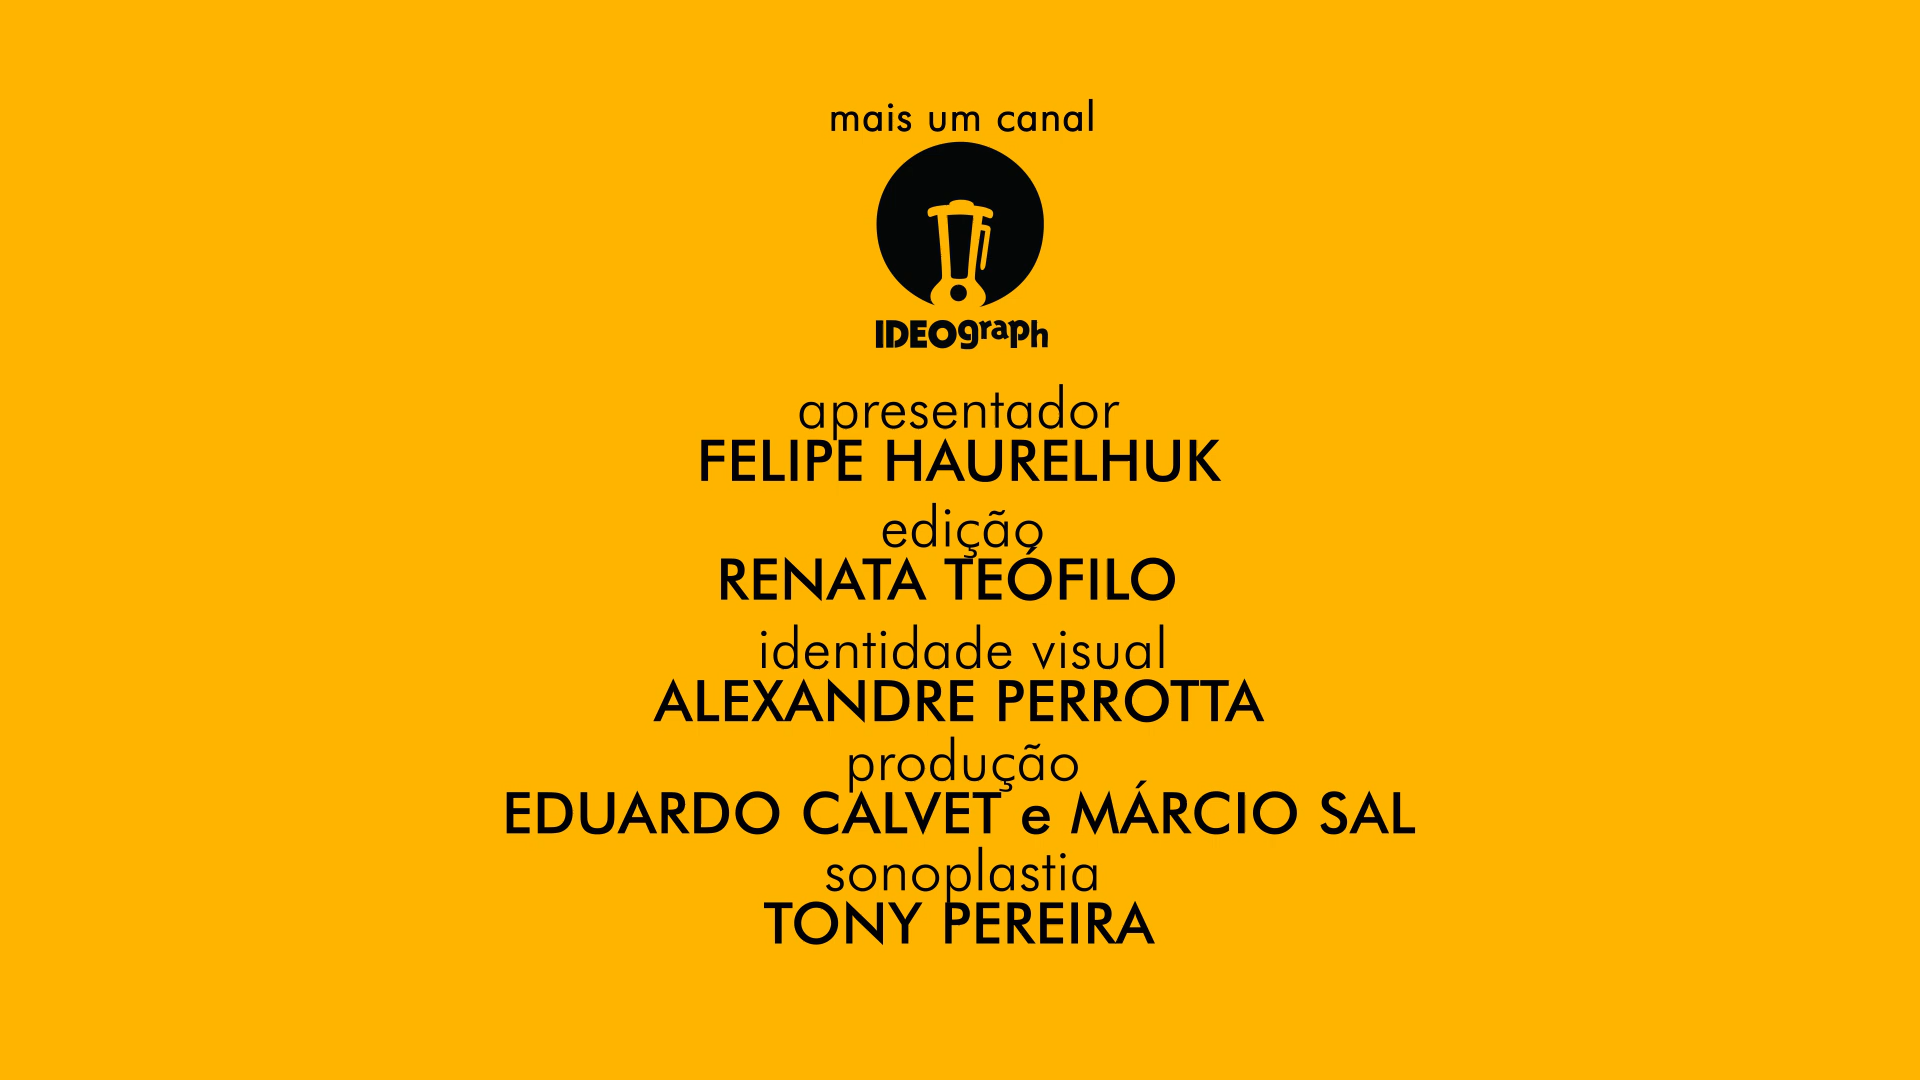 mais um canal
IDEOgraph
apresentador
FELIPE HAURELHUK
edição
RENATA TEÓFILO
identidade visual
ALEXANDRE PERROTTA
produção
EDUARDO CALVET e MÁRCIO SAL
sonoplastia
TONY PEREIRA